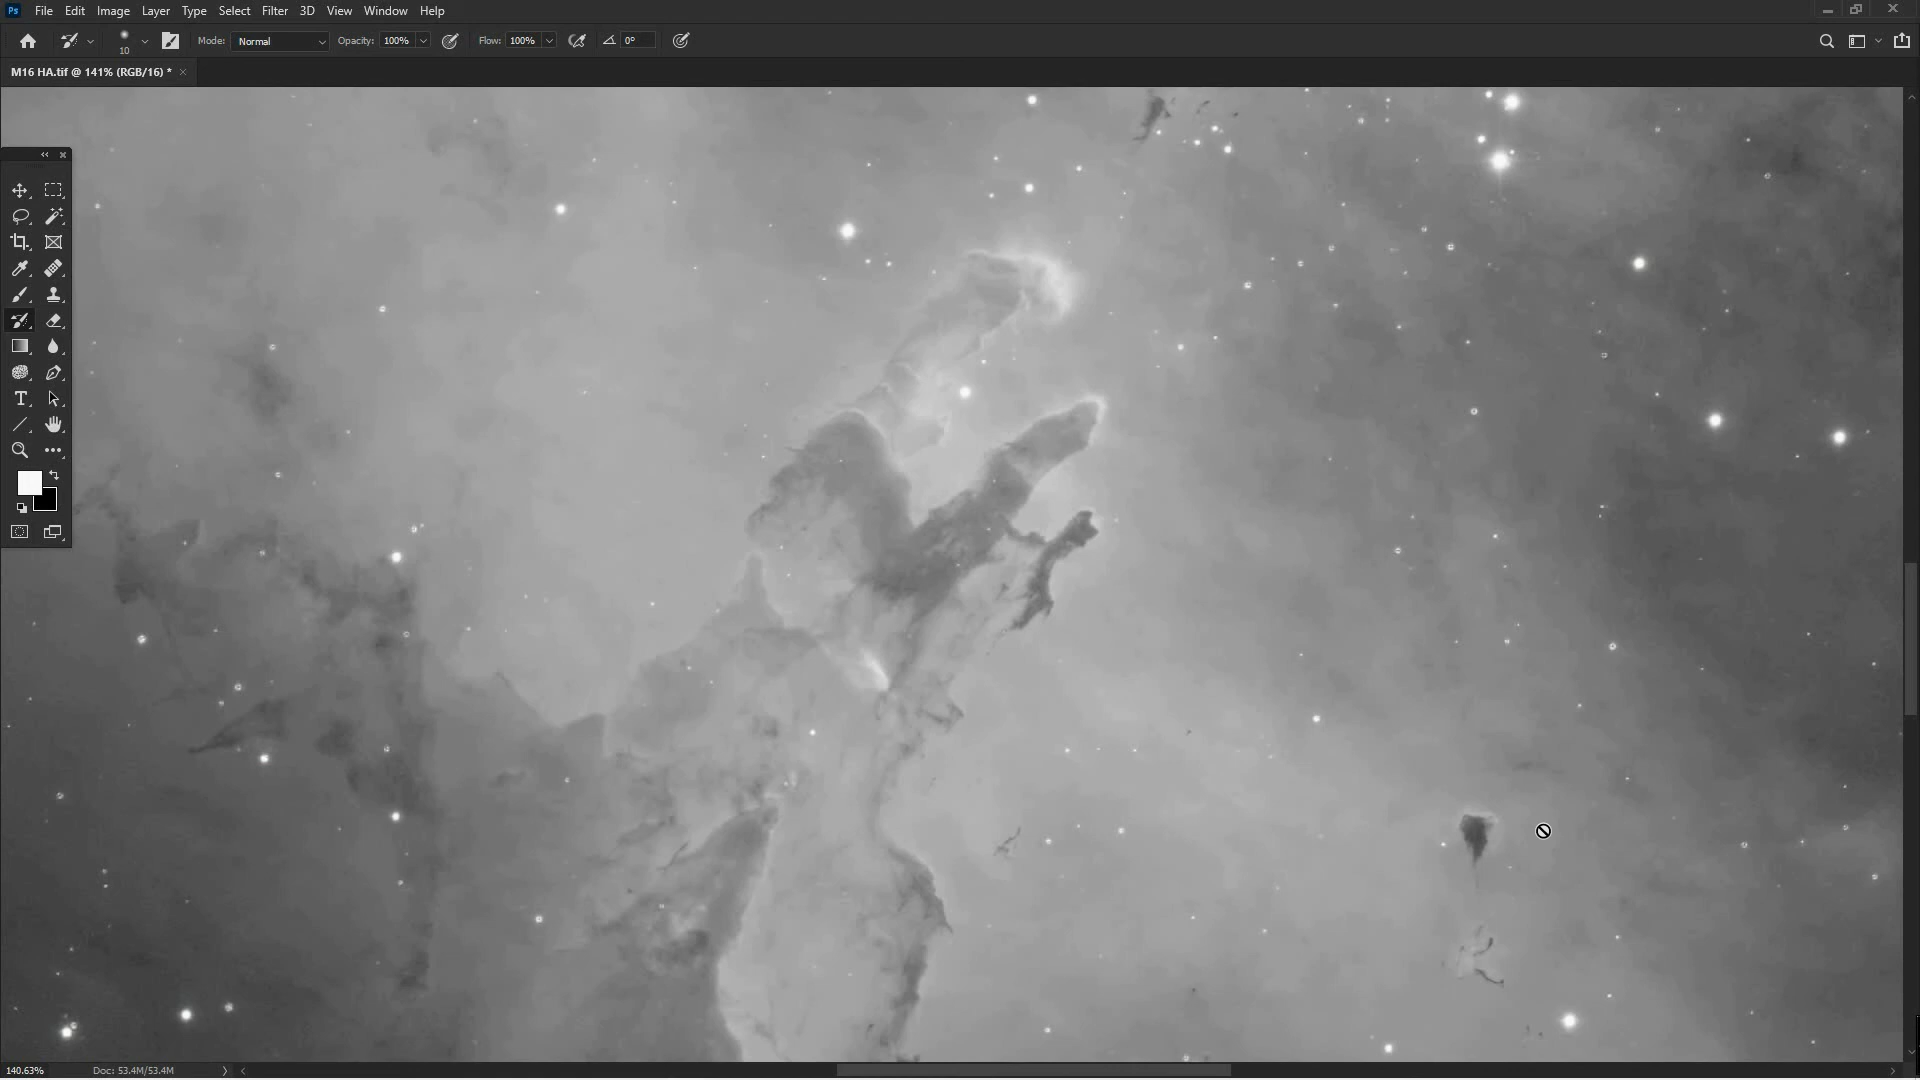 Ps File Edit Image Layer Type Select Filter 3D View Window Help
10 Mode: Normal Opacity: 100% Flow: 100% 0°
M16 HA.tif @ 141% (RGB/16) *
T
140.63% Doc: 53.4M/53.4M